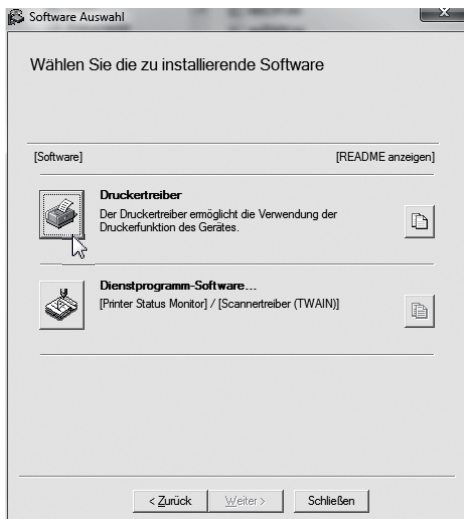 Software Auswahl
Wählen Sie die zu installierende Software
[Software] [README anzeigen]
Druckertreiber
Der Druckertreiber ermöglicht die Verwendung der
Druckerfunktion des Gerätes.
Dienstprogramm-Software...
[Printer Status Monitor] / [Scannertreiber (TWAIN)]
< Zurück Weiter > Schließen